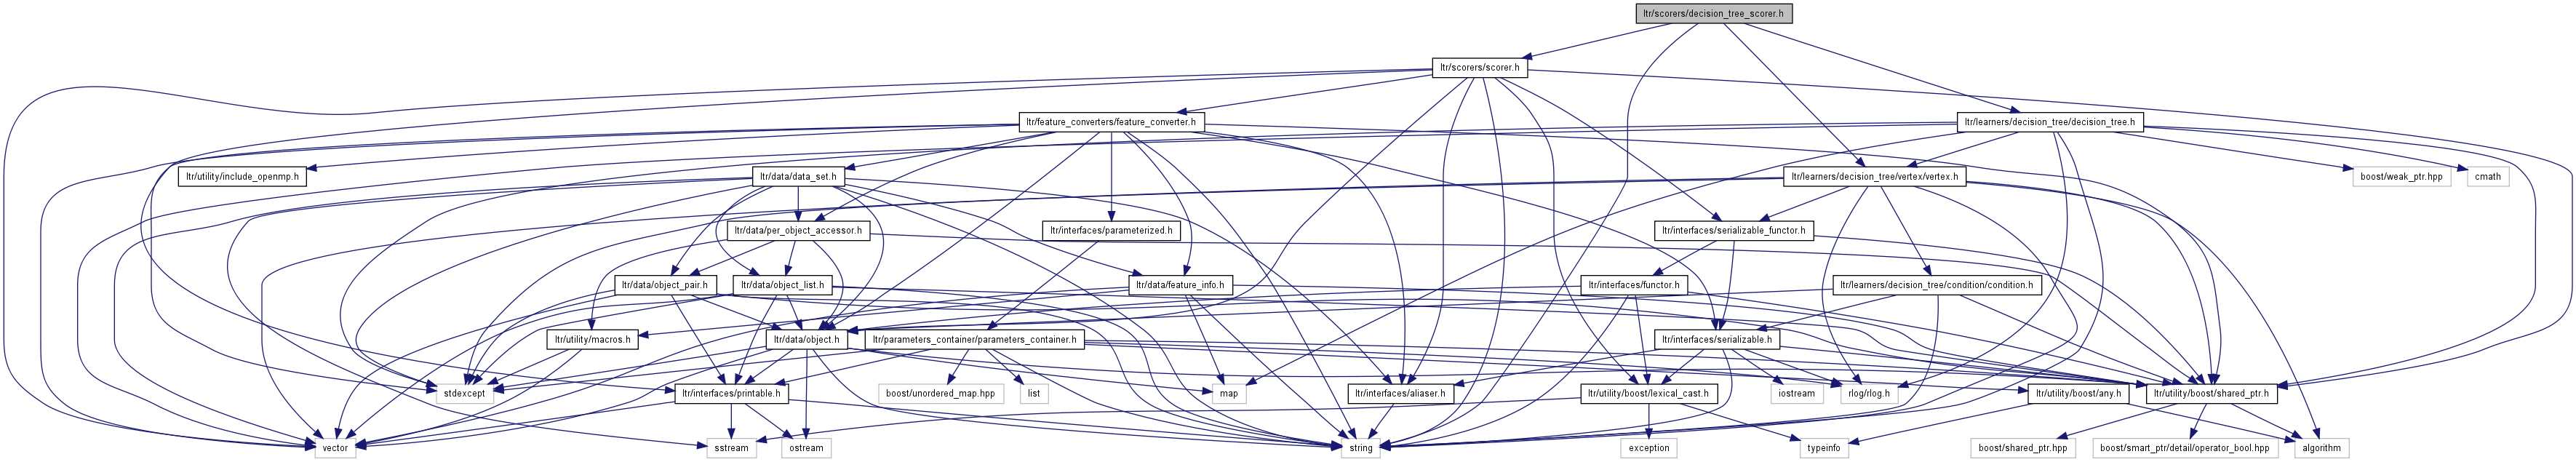 ltr/scorers/decision_tree_scorer.h
ltr/scorers/scorer.h
ltr/feature_converters/feature_converter.h
ltr/learners/decision_tree/decision_tree.h
ltr/utility/include_openmp.h
ltr/data/data_set.h
ltr/learners/decision_tree/vertex/vertex.h
boost/weak_ptr.hpp
cmath
ltr/data/per_object_accessor.h
ltr/interfaces/parameterized.h
ltr/interfaces/serializable_functor.h
ltr/data/object_pair.h
ltr/data/object_list.h
ltr/data/feature_info.h
ltr/interfaces/functor.h
ltr/learners/decision_tree/condition/condition.h
ltr/utility/macros.h
ltr/data/object.h
ltr/parameters_container/parameters_container.h
ltr/interfaces/serializable.h
stdexcept
ltr/interfaces/printable.h
boost/unordered_map.hpp
list
map
ltr/interfaces/aliaser.h
ltr/utility/boost/lexical_cast.h
iostream
rlog/rlog.h
ltr/utility/boost/any.h
ltr/utility/boost/shared_ptr.h
vector
sstream
ostream
string
exception
typeinfo
boost/shared_ptr.hpp
boost/smart_ptr/detail/operator_bool.hpp
algorithm